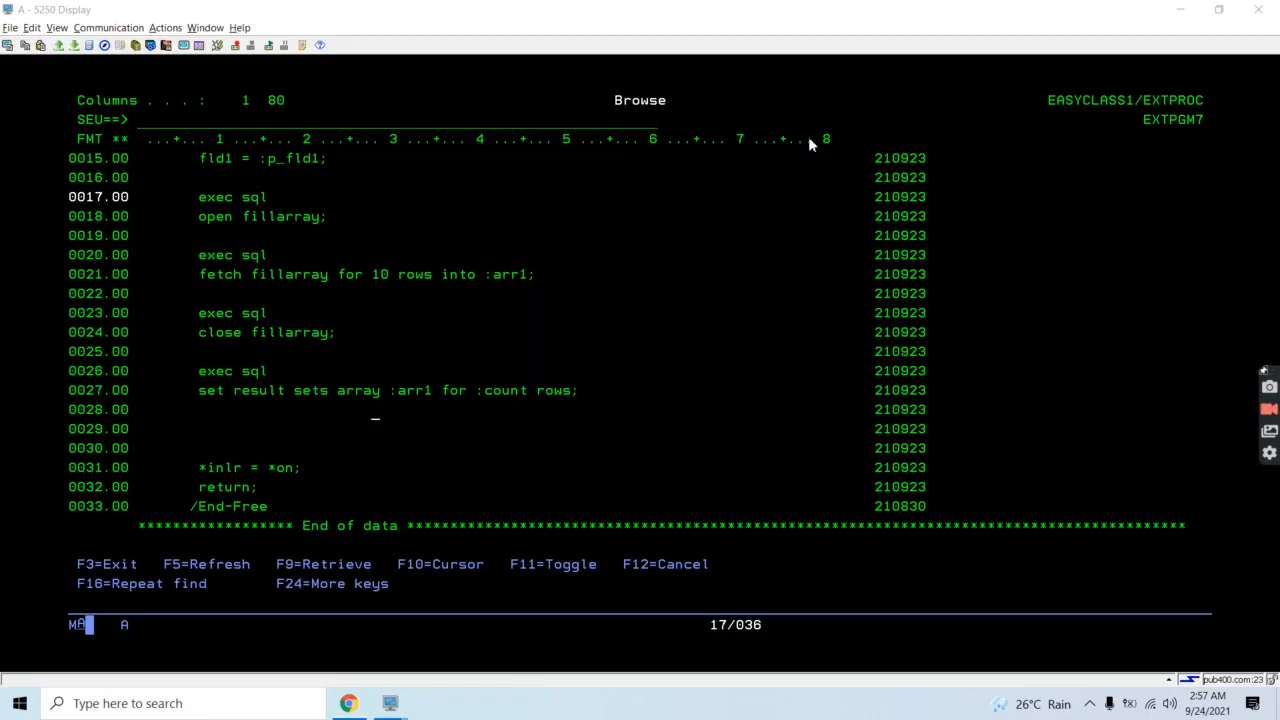 A - 5250 Display
File Edit View Communication Actions Window Help
Columns . . . : 1 80 Browse EASYCLASS1/EXTPROC
SEU==> EXTPGM7
FMT ** ...+... 1 ...+... 2 ...+... 3 ...+... 4 ...+... 5 ...+... 6 ...+... 7 ...+... 8
0015.00 fld1 = :p_fld1; 210923
0016.00 210923
0017.00 exec sql 210923
0018.00 open fillarray; 210923
0019.00 210923
0020.00 exec sql 210923
0021.00 fetch fillarray for 10 rows into :arr1; 210923
0022.00 210923
0023.00 exec sql 210923
0024.00 close fillarray; 210923
0025.00 210923
0026.00 exec sql 210923
0027.00 set result sets array :arr1 for :count rows; 210923
0028.00 210923
0029.00 210923
0030.00 210923
0031.00 *inlr = *on; 210923
0032.00 return; 210923
0033.00 /End-Free 210830
****************** End of data ******************************************************************************************
F3=Exit F5=Refresh F9=Retrieve F10=Cursor F11=Toggle F12=Cancel
F16=Repeat find F24=More keys
MA A 17/036
pub400.com:23
Type here to search 26°C Rain 2:57 AM
9/24/2021